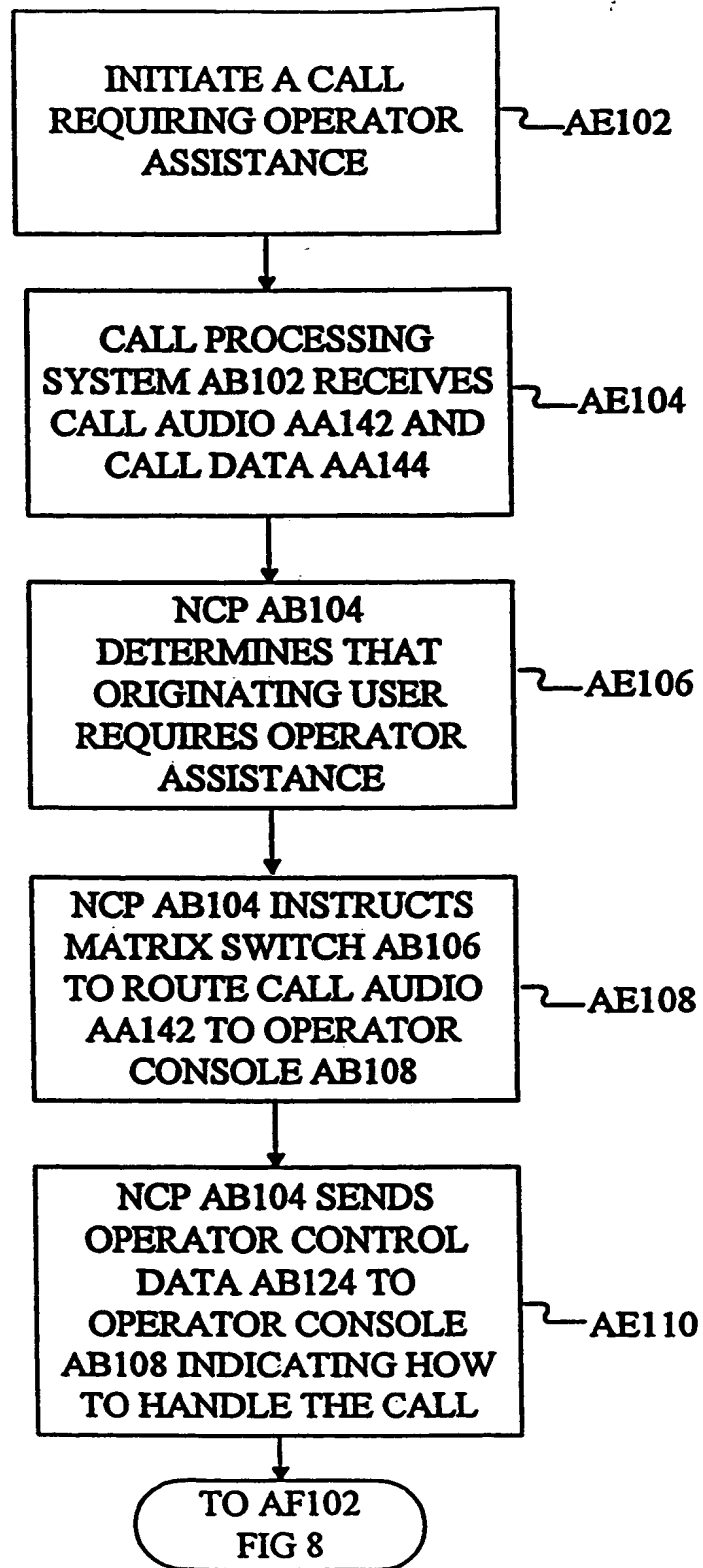 INITIATE A CALL
REQUIRING OPERATOR
ASSISTANCE
AE102
CALL PROCESSING
SYSTEM AB102 RECEIVES
CALL AUDIO AA142 AND
CALL DATA AA144
AE104
NCP AB104
DETERMINES THAT
ORIGINATING USER
REQUIRES OPERATOR
ASSISTANCE
AE106
NCP AB104 INSTRUCTS
MATRIX SWITCH AB106
TO ROUTE CALL AUDIO
AA142 TO OPERATOR
CONSOLE AB108
AE108
NCP AB104 SENDS
OPERATOR CONTROL
DATA AB124 TO
OPERATOR CONSOLE
AB108 INDICATING HOW
TO HANDLE THE CALL
AE110
TO AF102
FIG 8